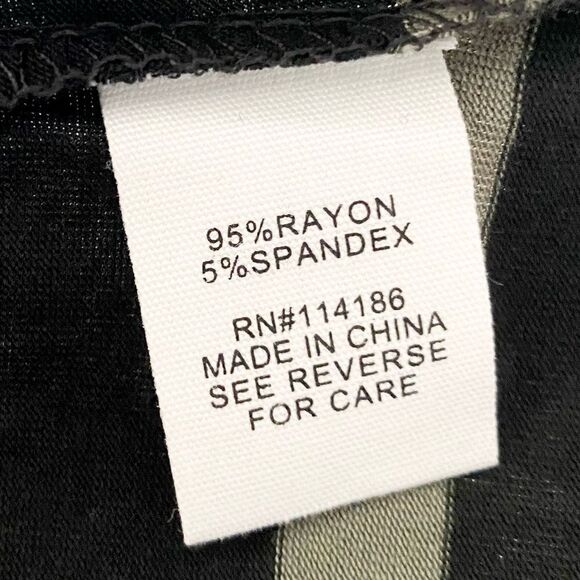 95%RAYON
5%SPANDEX
RN#114186
MADE IN CHINA
SEE REVERSE
FOR CARE